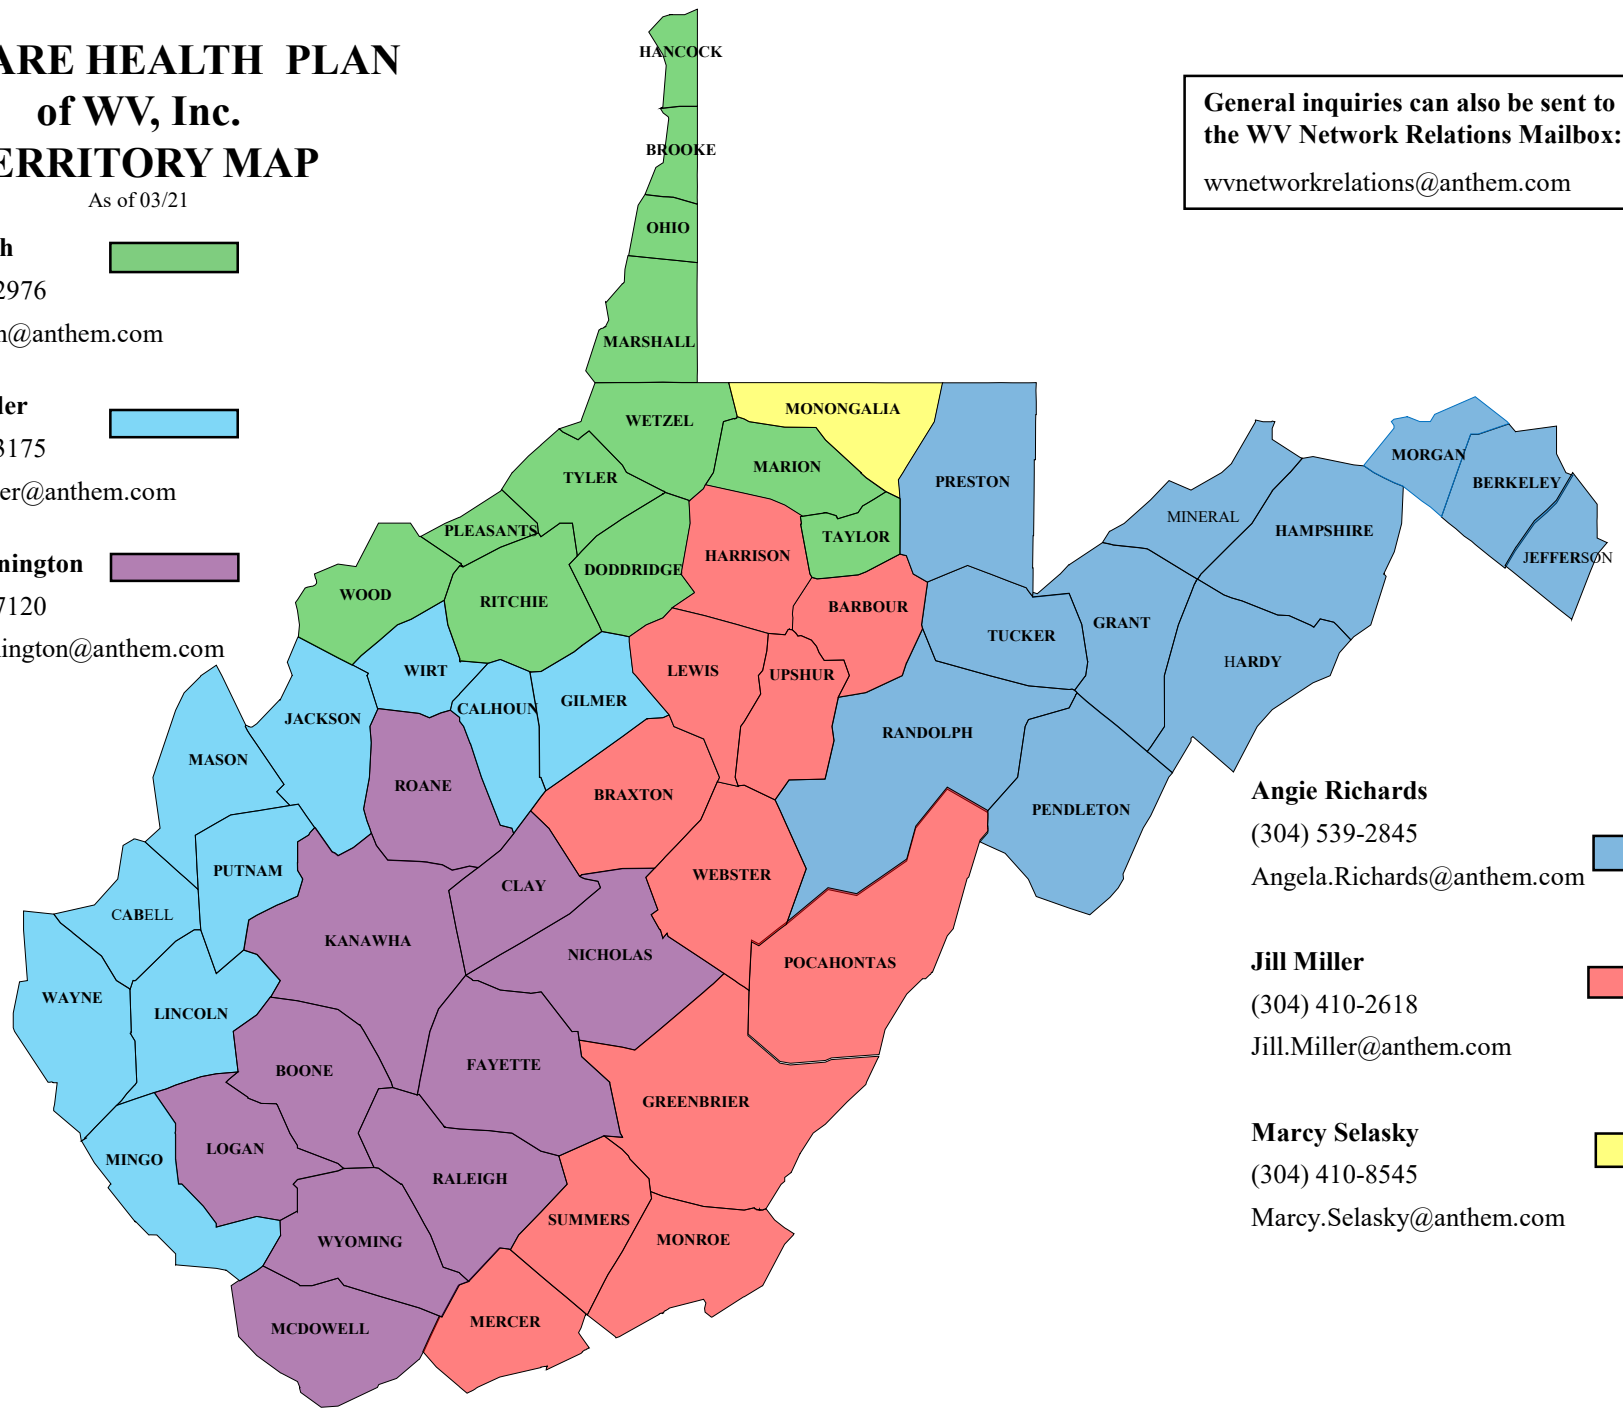 ARE HEALTH PLAN
of WV, Inc.
ERRITORY MAP
As of 03/21
h
2976
n@anthem.com
ler
3175
er@anthem.com
mington
7120
ington@anthem.com
General inquiries can also be sent to
the WV Network Relations Mailbox:
wvnetworkrelations@anthem.com
HANCOCK
BROOKE
OHIO
MARSHALL
WETZEL
MONONGALIA
MARION
TYLER
PRESTON
PLEASANTS
TAYLOR
HARRISON
DODDRIDGE
WOOD
RITCHIE
BARBOUR
MORGAN
BERKELEY
JEFFERSON
MINERAL
HAMPSHIRE
TUCKER
GRANT
HARDY
WIRT
LEWIS
UPSHUR
GILMER
CALHOUN
JACKSON
RANDOLPH
MASON
ROANE
BRAXTON
PENDLETON
PUTNAM
CLAY
WEBSTER
CABELL
KANAWHA
NICHOLAS
POCAHONTAS
WAYNE
LINCOLN
BOONE
FAYETTE
GREENBRIER
MINGO
LOGAN
RALEIGH
SUMMERS
WYOMING
MONROE
MCDOWELL
MERCER
Angie Richards
(304) 539-2845
Angela.Richards@anthem.com
Jill Miller
(304) 410-2618
Jill.Miller@anthem.com
Marcy Selasky
(304) 410-8545
Marcy.Selasky@anthem.com